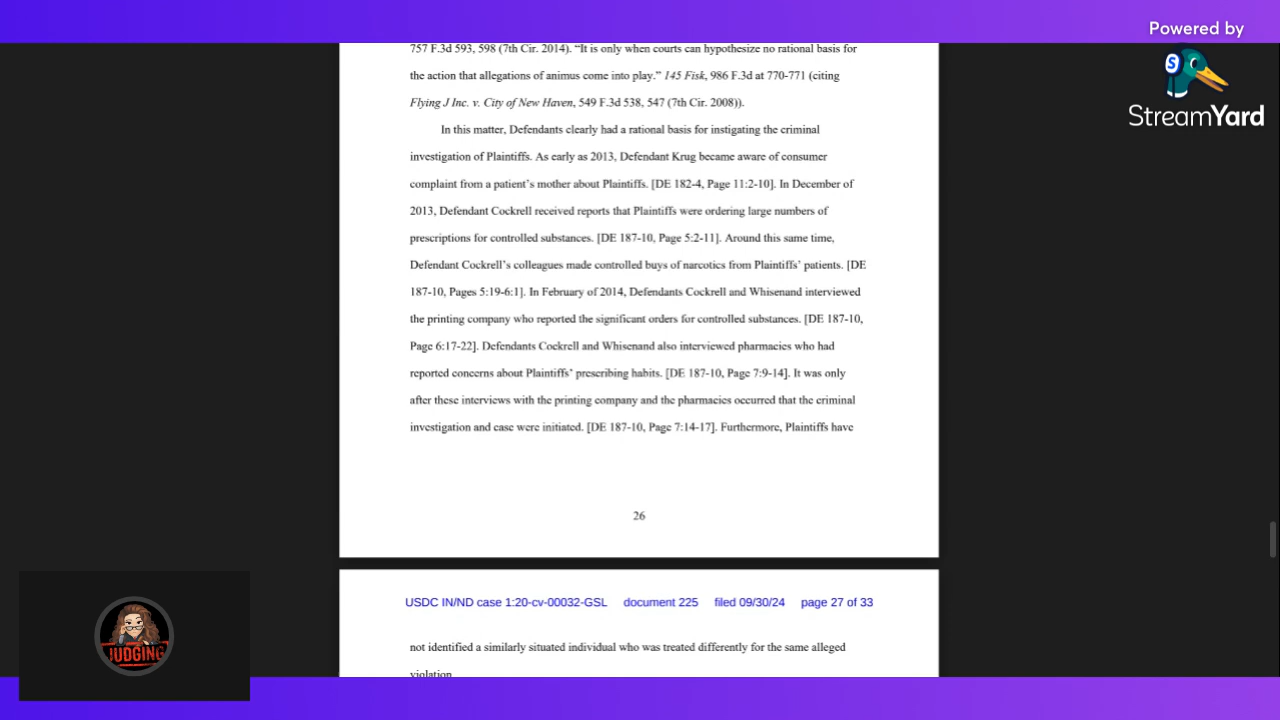 Powered by
StreamYard
757 F.3d 593, 598 (7th Cir. 2014). “It is only when courts can hypothesize no rational basis for
the action that allegations of animus come into play.” 145 Fisk, 986 F.3d at 770-771 (citing
Flying J Inc. v. City of New Haven, 549 F.3d 538, 547 (7th Cir. 2008)).
In this matter, Defendants clearly had a rational basis for instigating the criminal
investigation of Plaintiffs. As early as 2013, Defendant Krug became aware of consumer
complaint from a patient’s mother about Plaintiffs. [DE 182-4, Page 11:2-10]. In December of
2013, Defendant Cockrell received reports that Plaintiffs were ordering large numbers of
prescriptions for controlled substances. [DE 187-10, Page 5:2-11]. Around this same time,
Defendant Cockrell’s colleagues made controlled buys of narcotics from Plaintiffs’ patients. [DE
187-10, Pages 5:19-6:1]. In February of 2014, Defendants Cockrell and Whisenand interviewed
the printing company who reported the significant orders for controlled substances. [DE 187-10,
Page 6:17-22]. Defendants Cockrell and Whisenand also interviewed pharmacies who had
reported concerns about Plaintiffs’ prescribing habits. [DE 187-10, Page 7:9-14]. It was only
after these interviews with the printing company and the pharmacies occurred that the criminal
investigation and case were initiated. [DE 187-10, Page 7:14-17]. Furthermore, Plaintiffs have
26
USDC IN/ND case 1:20-cv-00032-GSL document 225 filed 09/30/24 page 27 of 33
not identified a similarly situated individual who was treated differently for the same alleged
violation
JUDGING